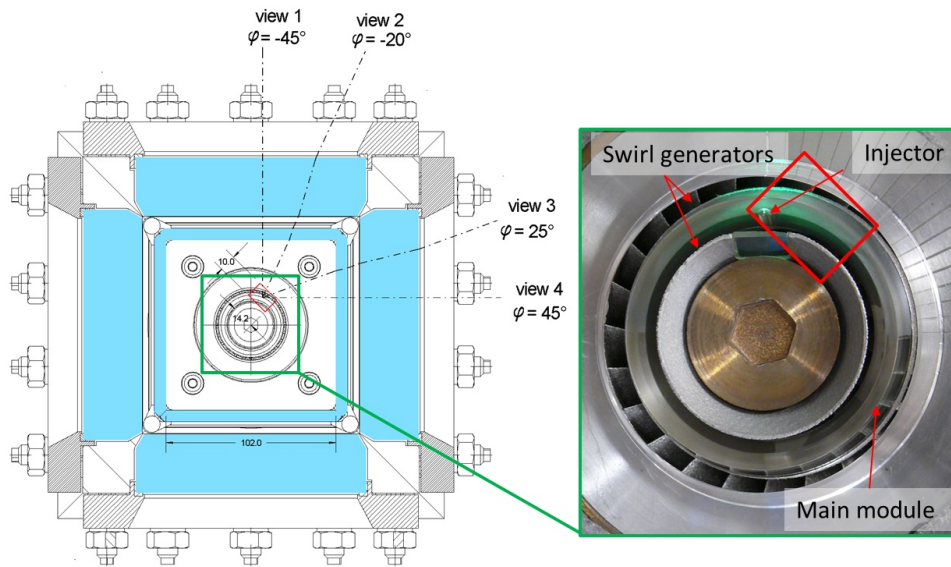 view 1
φ = -45°
view 2
φ = -20°
view 3
φ = 25°
view 4
φ = 45°
10.0
14.2
102.0
Swirl generators
Injector
Main module